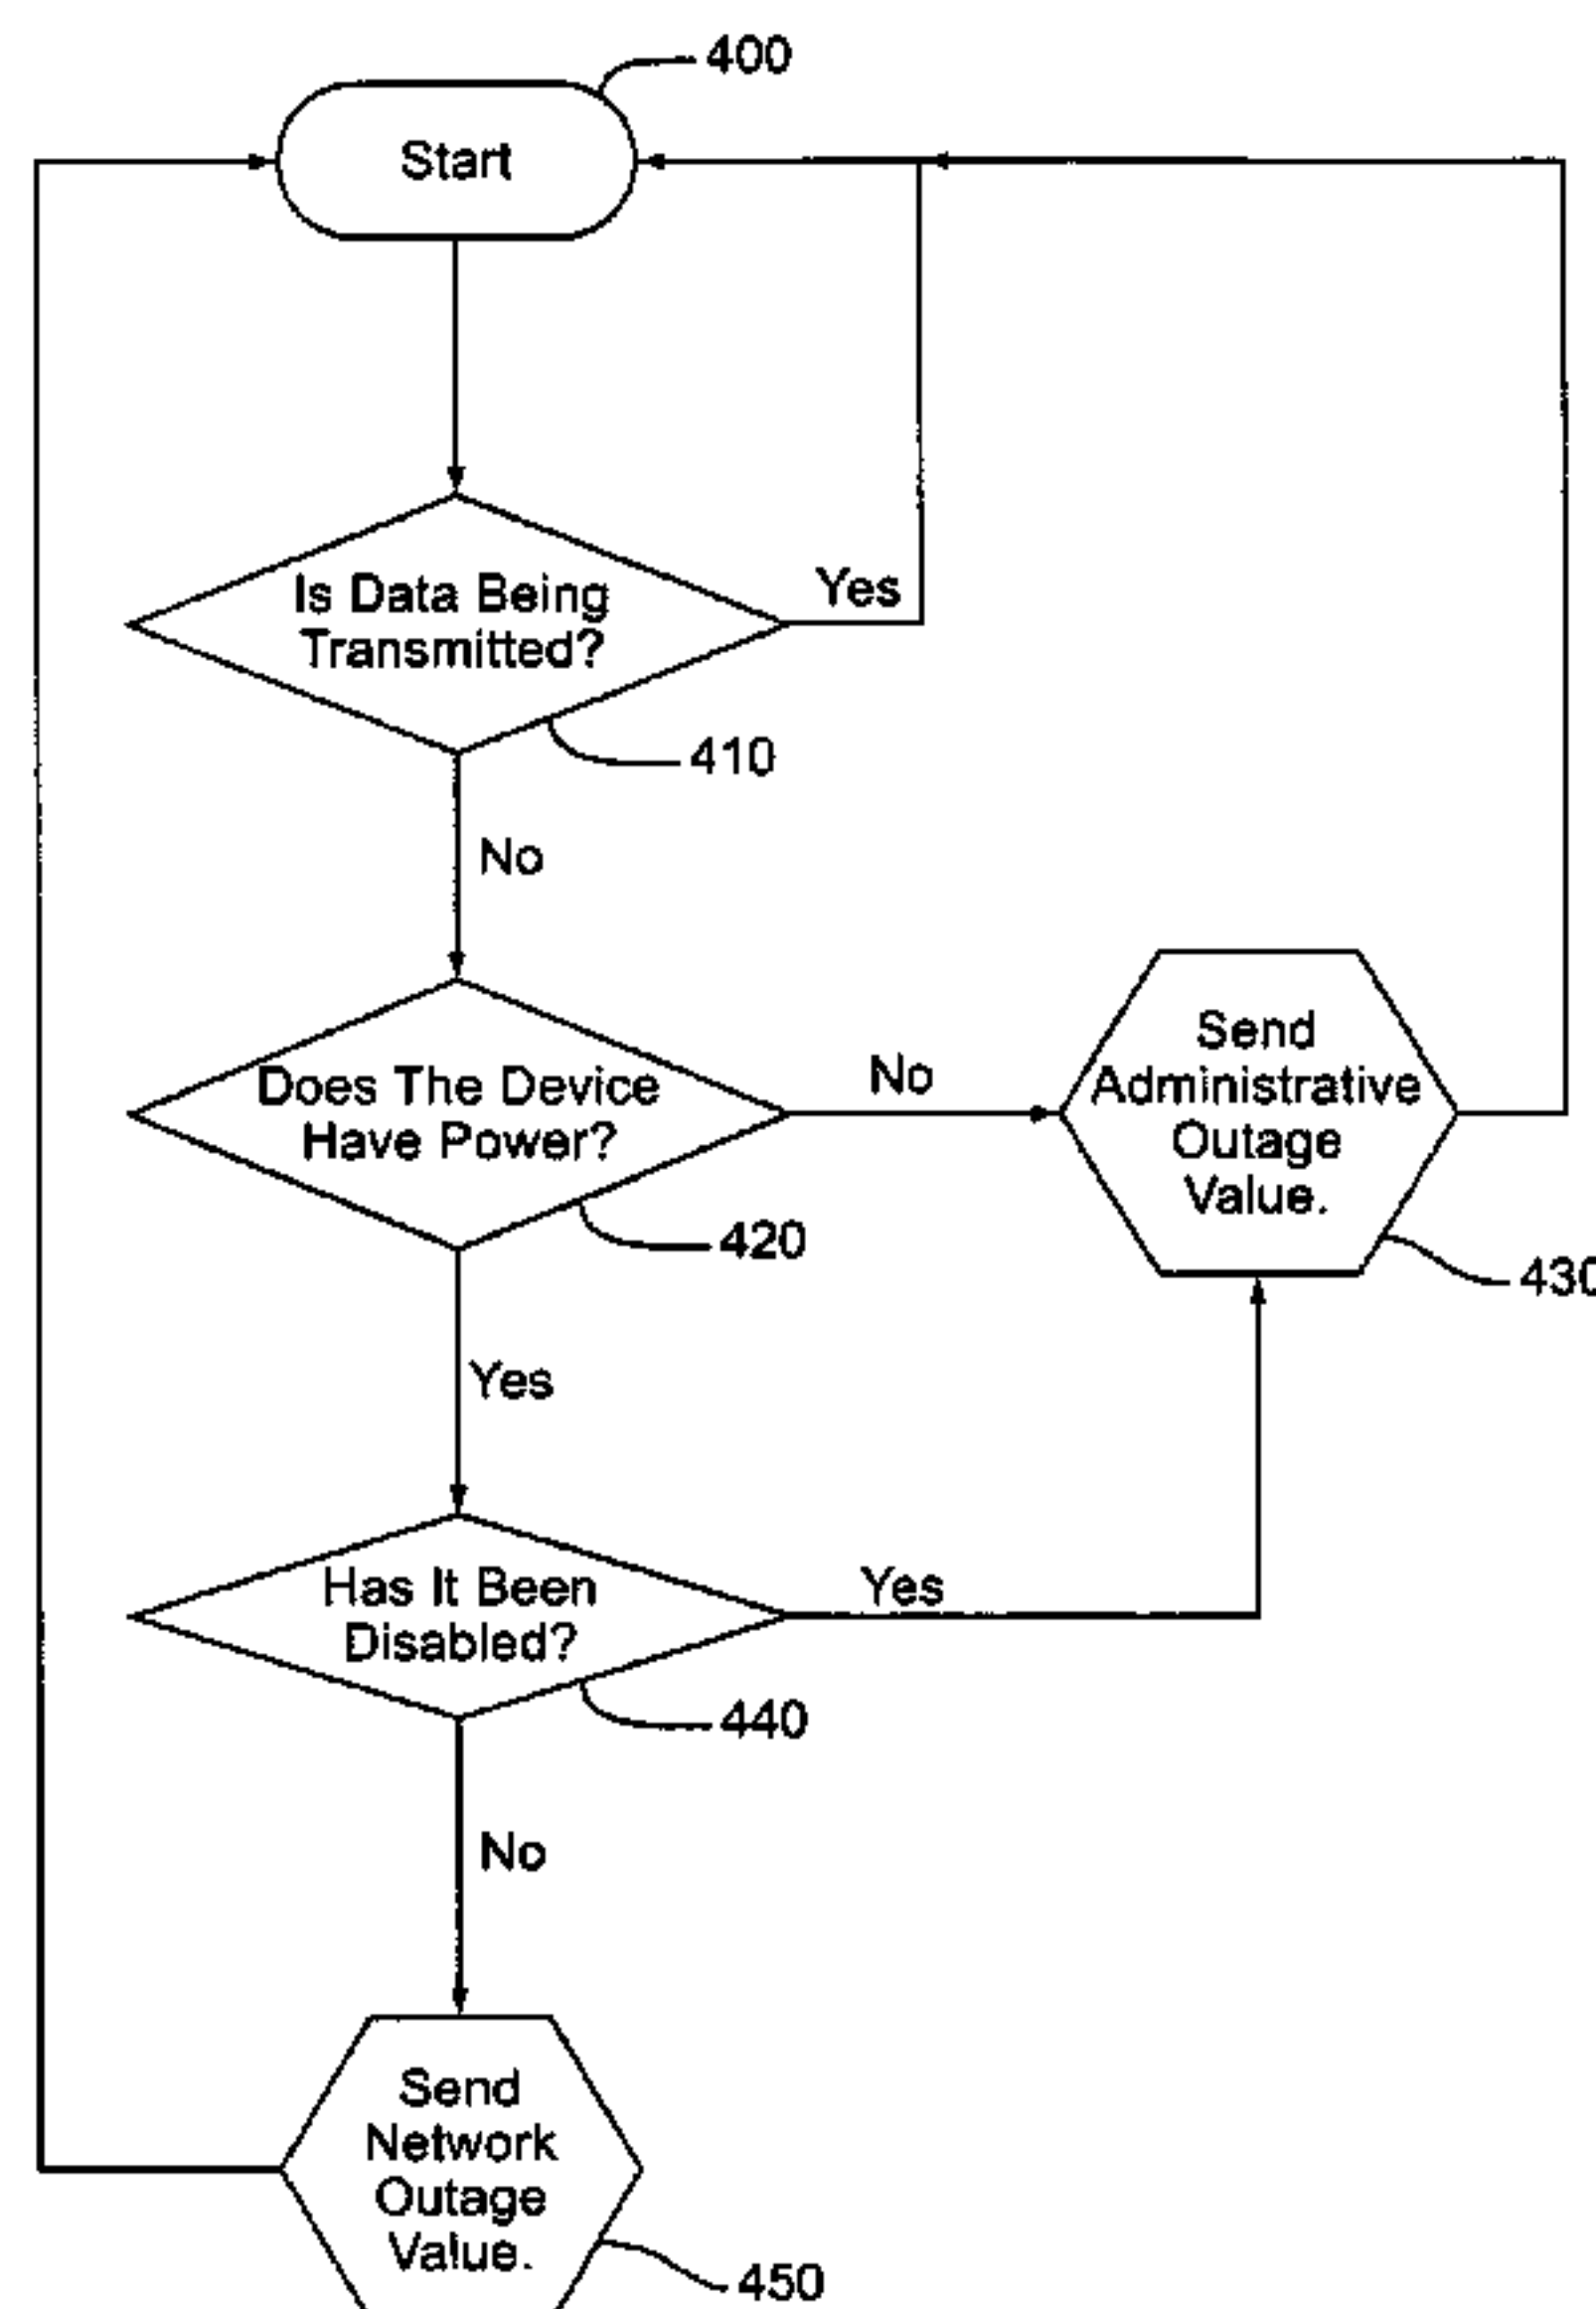 400
Start
Is Data Being
Transmitted?
Yes
410
No
Does The Device
Have Power?
No
Send
Administrative
Outage
Value.
420
430
Yes
Has It Been
Disabled?
Yes
440
No
Send
Network
Outage
Value.
450